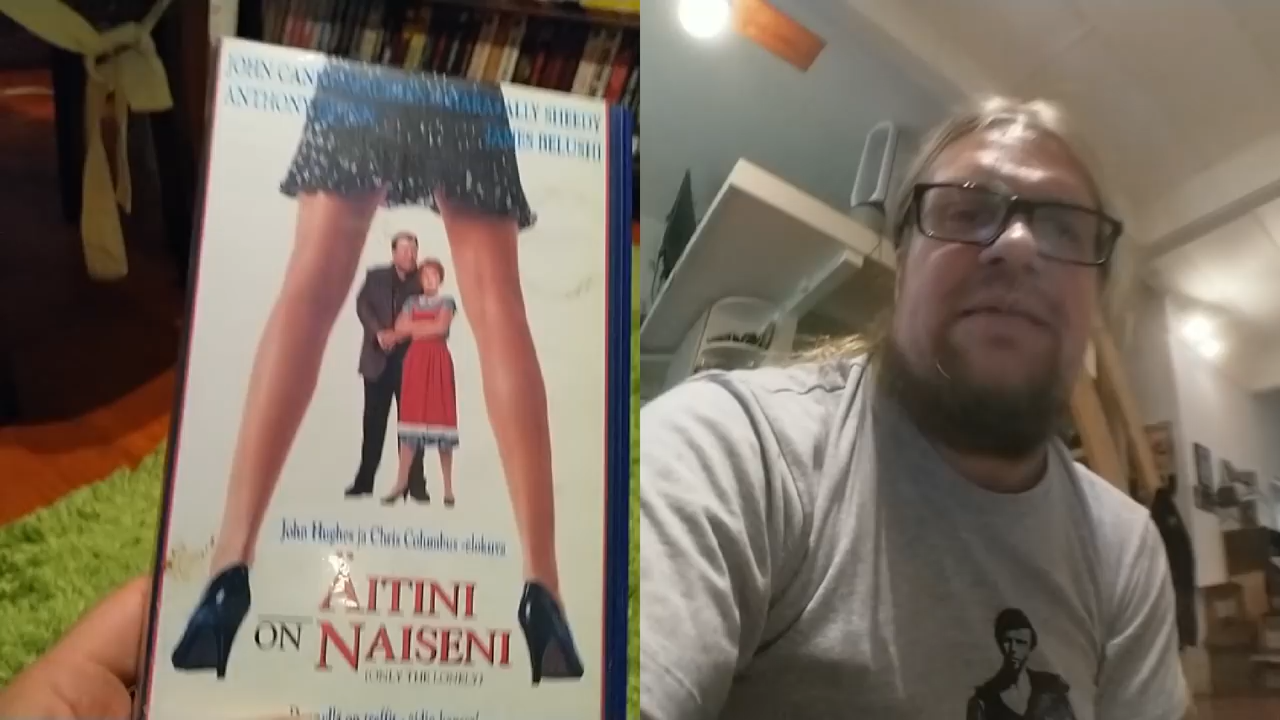 JOHN CANDY ALLY SHEEDY
ANTHONY JAMES BELUSHI
John Hughes ja Chris Columbus -elokuva
ÄITINI
ON NAISENI
(ONLY THE LONELY)